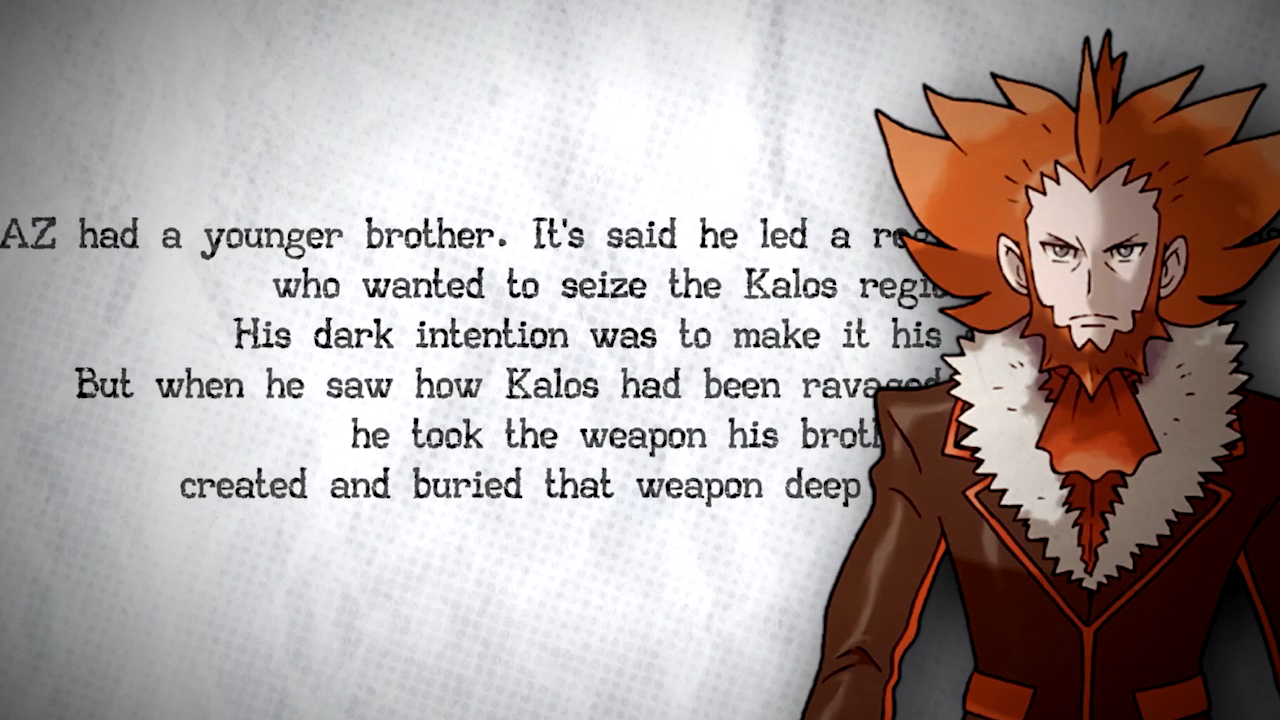 AZ had a younger brother. It's said he led a
who wanted to seize the Kalos
His dark intention was to make it his
But when he saw how Kalos had been
he took the weapon his
created and buried that weapon deep